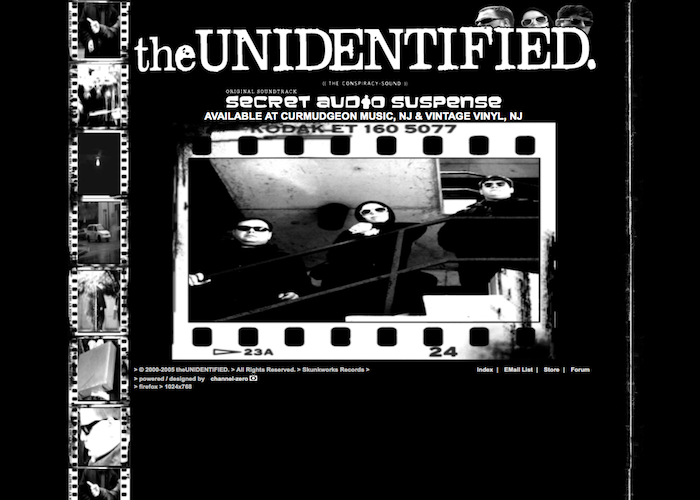 theUNIDENTIFIED.
(( THE CONSPIRACY-SOUND ))
ORIGINAL SOUNDTRACK
secret audio suspense
AVAILABLE AT CURMUDGEON MUSIC, NJ & VINTAGE VINYL, NJ
KODAK ET 160 5077
23A 24
> © 2000-2005 theUNIDENTIFIED. > All Rights Reserved. > Skunkworks Records > Index | EMail List | Store | Forum
> powered / designed by channel-zero
> firefox > 1024x768